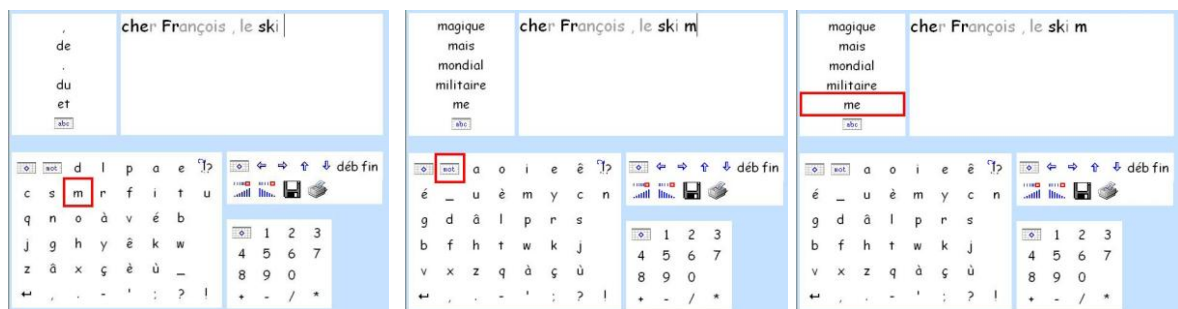 ,
de
.
du
et
abc
cher François , le ski
mot d l p a e !?
c s m r f i t u
q n o à v é b
j g h y ê k w
z â x ç è ù _
↵ , . - ' : ? !
⇦ ⇨ ⇧ ⇩ déb fin
1 2 3
4 5 6 7
8 9 0
+ - / *
magique
mais
mondial
militaire
me
abc
cher François , le ski m
mot a o i e ê !?
é _ u è m y c n
g d â l p r s
b f h t w k j
v x z q à ç ù
↵ , . - ' : ? !
⇦ ⇨ ⇧ ⇩ déb fin
1 2 3
4 5 6 7
8 9 0
+ - / *
magique
mais
mondial
militaire
me
abc
cher François , le ski m
mot a o i e ê !?
é _ u è m y c n
g d â l p r s
b f h t w k j
v x z q à ç ù
↵ , . - ' : ? !
⇦ ⇨ ⇧ ⇩ déb fin
1 2 3
4 5 6 7
8 9 0
+ - / *